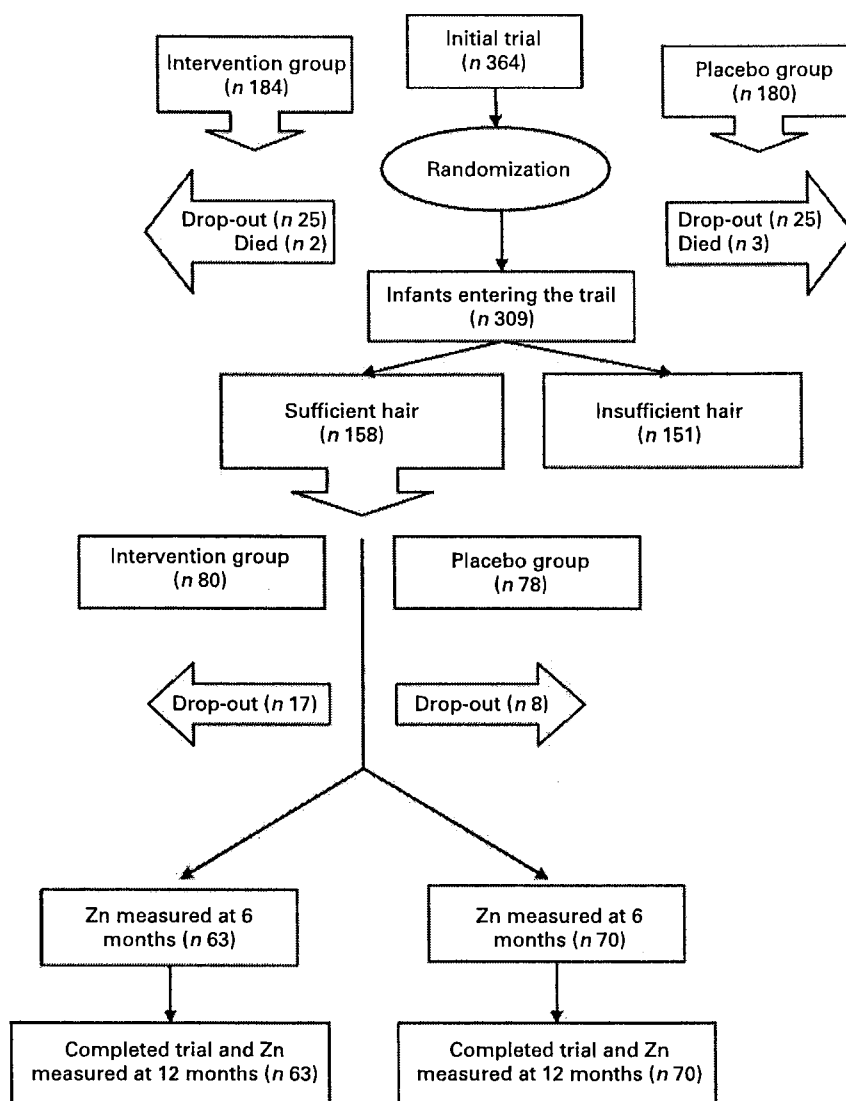 Initial trial
(n 364)
Intervention group
(n 184)
Placebo group
(n 180)
Randomization
Drop-out (n 25)
Died (n 2)
Drop-out (n 25)
Died (n 3)
Infants entering the trail
(n 309)
Sufficient hair
(n 158)
Insufficient hair
(n 151)
Intervention group
(n 80)
Placebo group
(n 78)
Drop-out (n 17)
Drop-out (n 8)
Zn measured at 6
months (n 63)
Zn measured at 6
months (n 70)
Completed trial and Zn
measured at 12 months (n 63)
Completed trial and Zn
measured at 12 months (n 70)